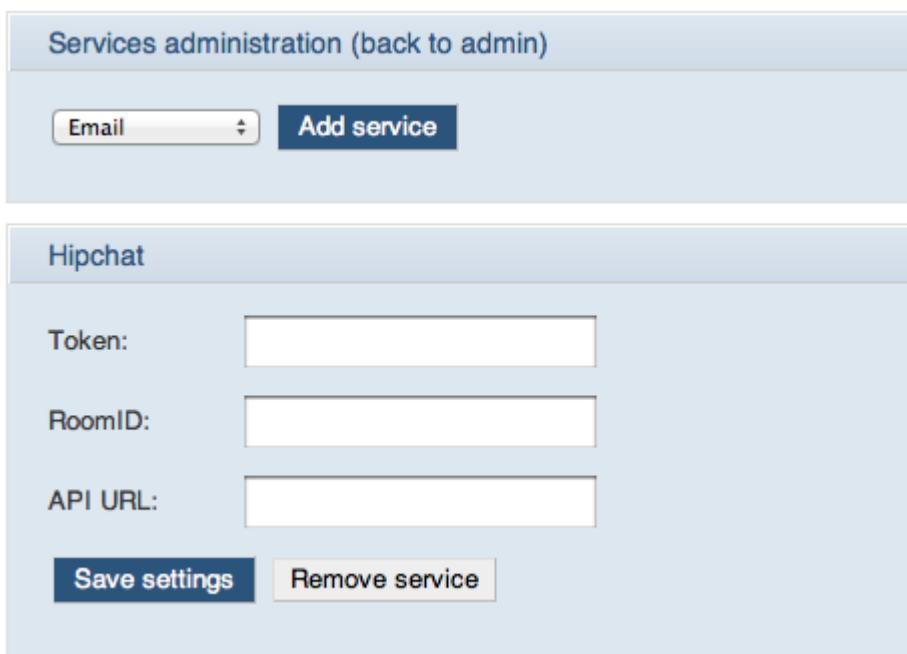 Services administration (back to admin)
Email Add service
Hipchat
Token:
RoomID:
API URL:
Save settings Remove service